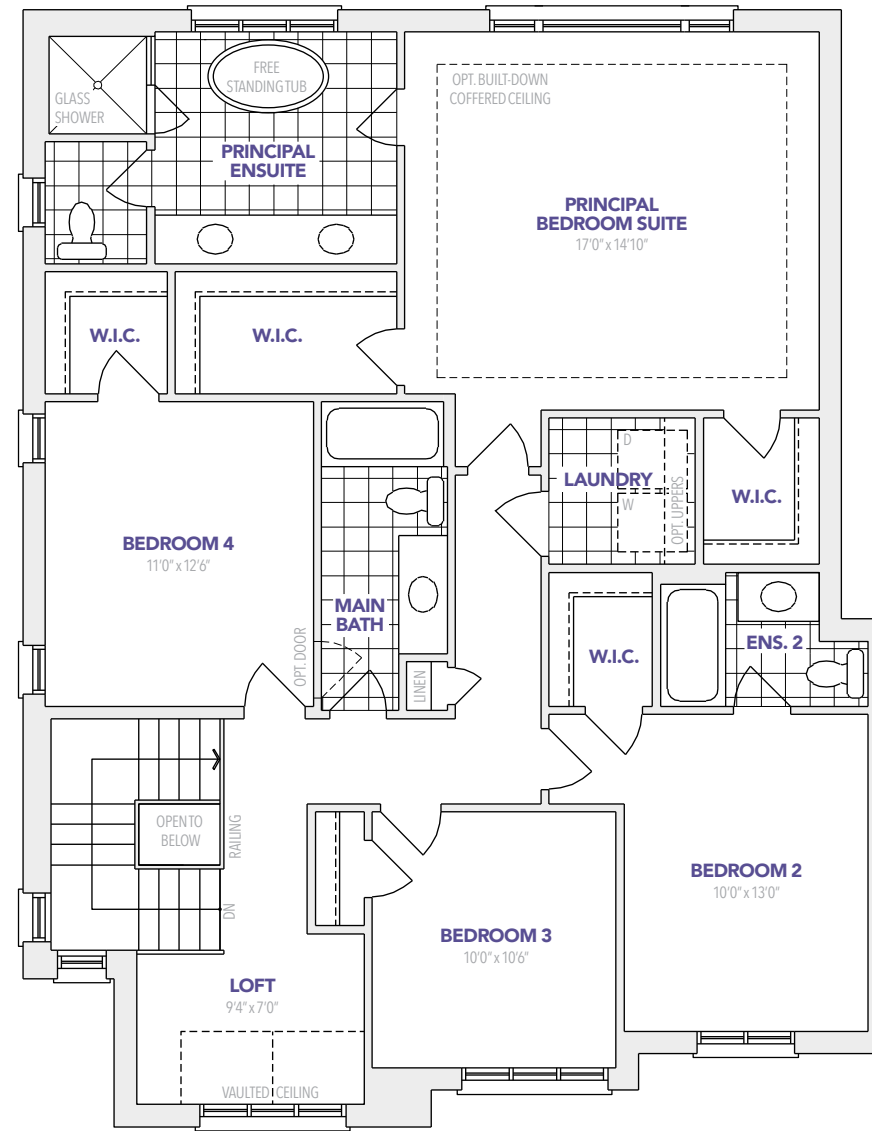 FREE
STANDING TUB
GLASS
SHOWER
PRINCIPAL
ENSUITE
OPT. BUILT-DOWN
COFFERED CEILING
PRINCIPAL
BEDROOM SUITE
17'0" x 14'10"
W.I.C.
W.I.C.
BEDROOM 4
11'0" x 12'6"
OPT. DOOR
MAIN
BATH
LINEN
LAUNDRY
D
W
OPT. UPPERS
W.I.C.
W.I.C.
ENS. 2
OPEN TO
BELOW
RAILING
DN
BEDROOM 2
10'0" x 13'0"
BEDROOM 3
10'0" x 10'6"
LOFT
9'4" x 7'0"
VAULTED CEILING